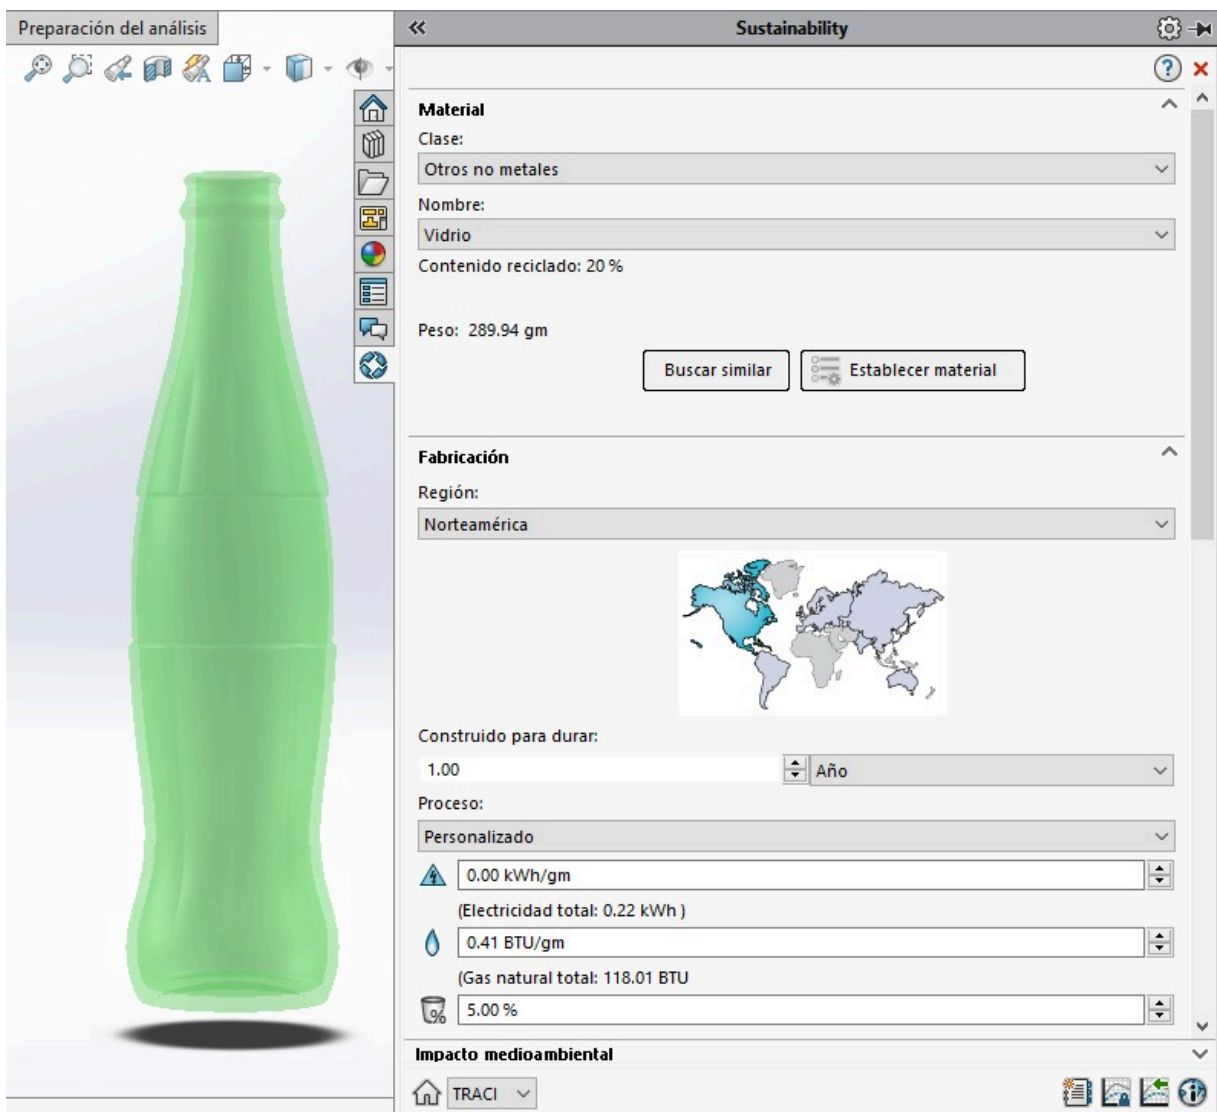 Preparación del análisis
Sustainability
Material
Clase:
Otros no metales
Nombre:
Vidrio
Contenido reciclado: 20 %
Peso: 289.94 gm
Buscar similar
Establecer material
Fabricación
Región:
Norteamérica
Construido para durar:
1.00 Año
Proceso:
Personalizado
0.00 kWh/gm
(Electricidad total: 0.22 kWh )
0.41 BTU/gm
(Gas natural total: 118.01 BTU
5.00 %
Impacto medioambiental
TRACI